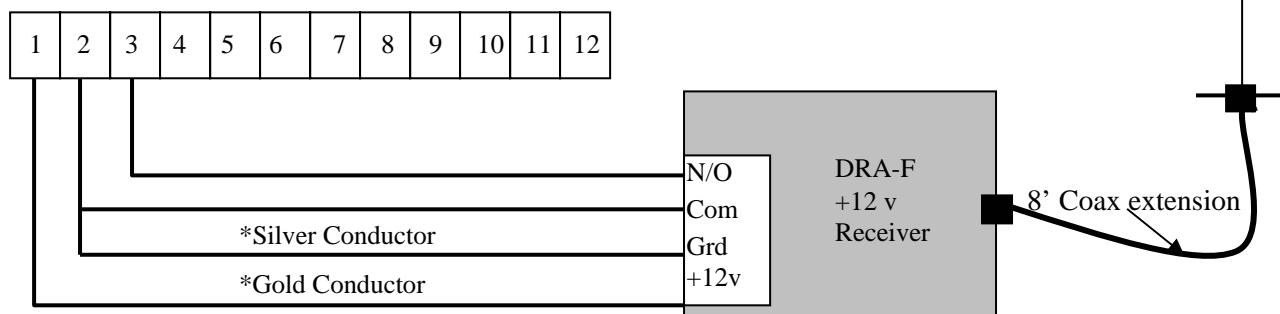 1 2 3 4 5 6 7 8 9 10 11 12
N/O
Com
Grd
+12v
*Silver Conductor
*Gold Conductor
DRA-F
+12 v
Receiver
8’ Coax extension